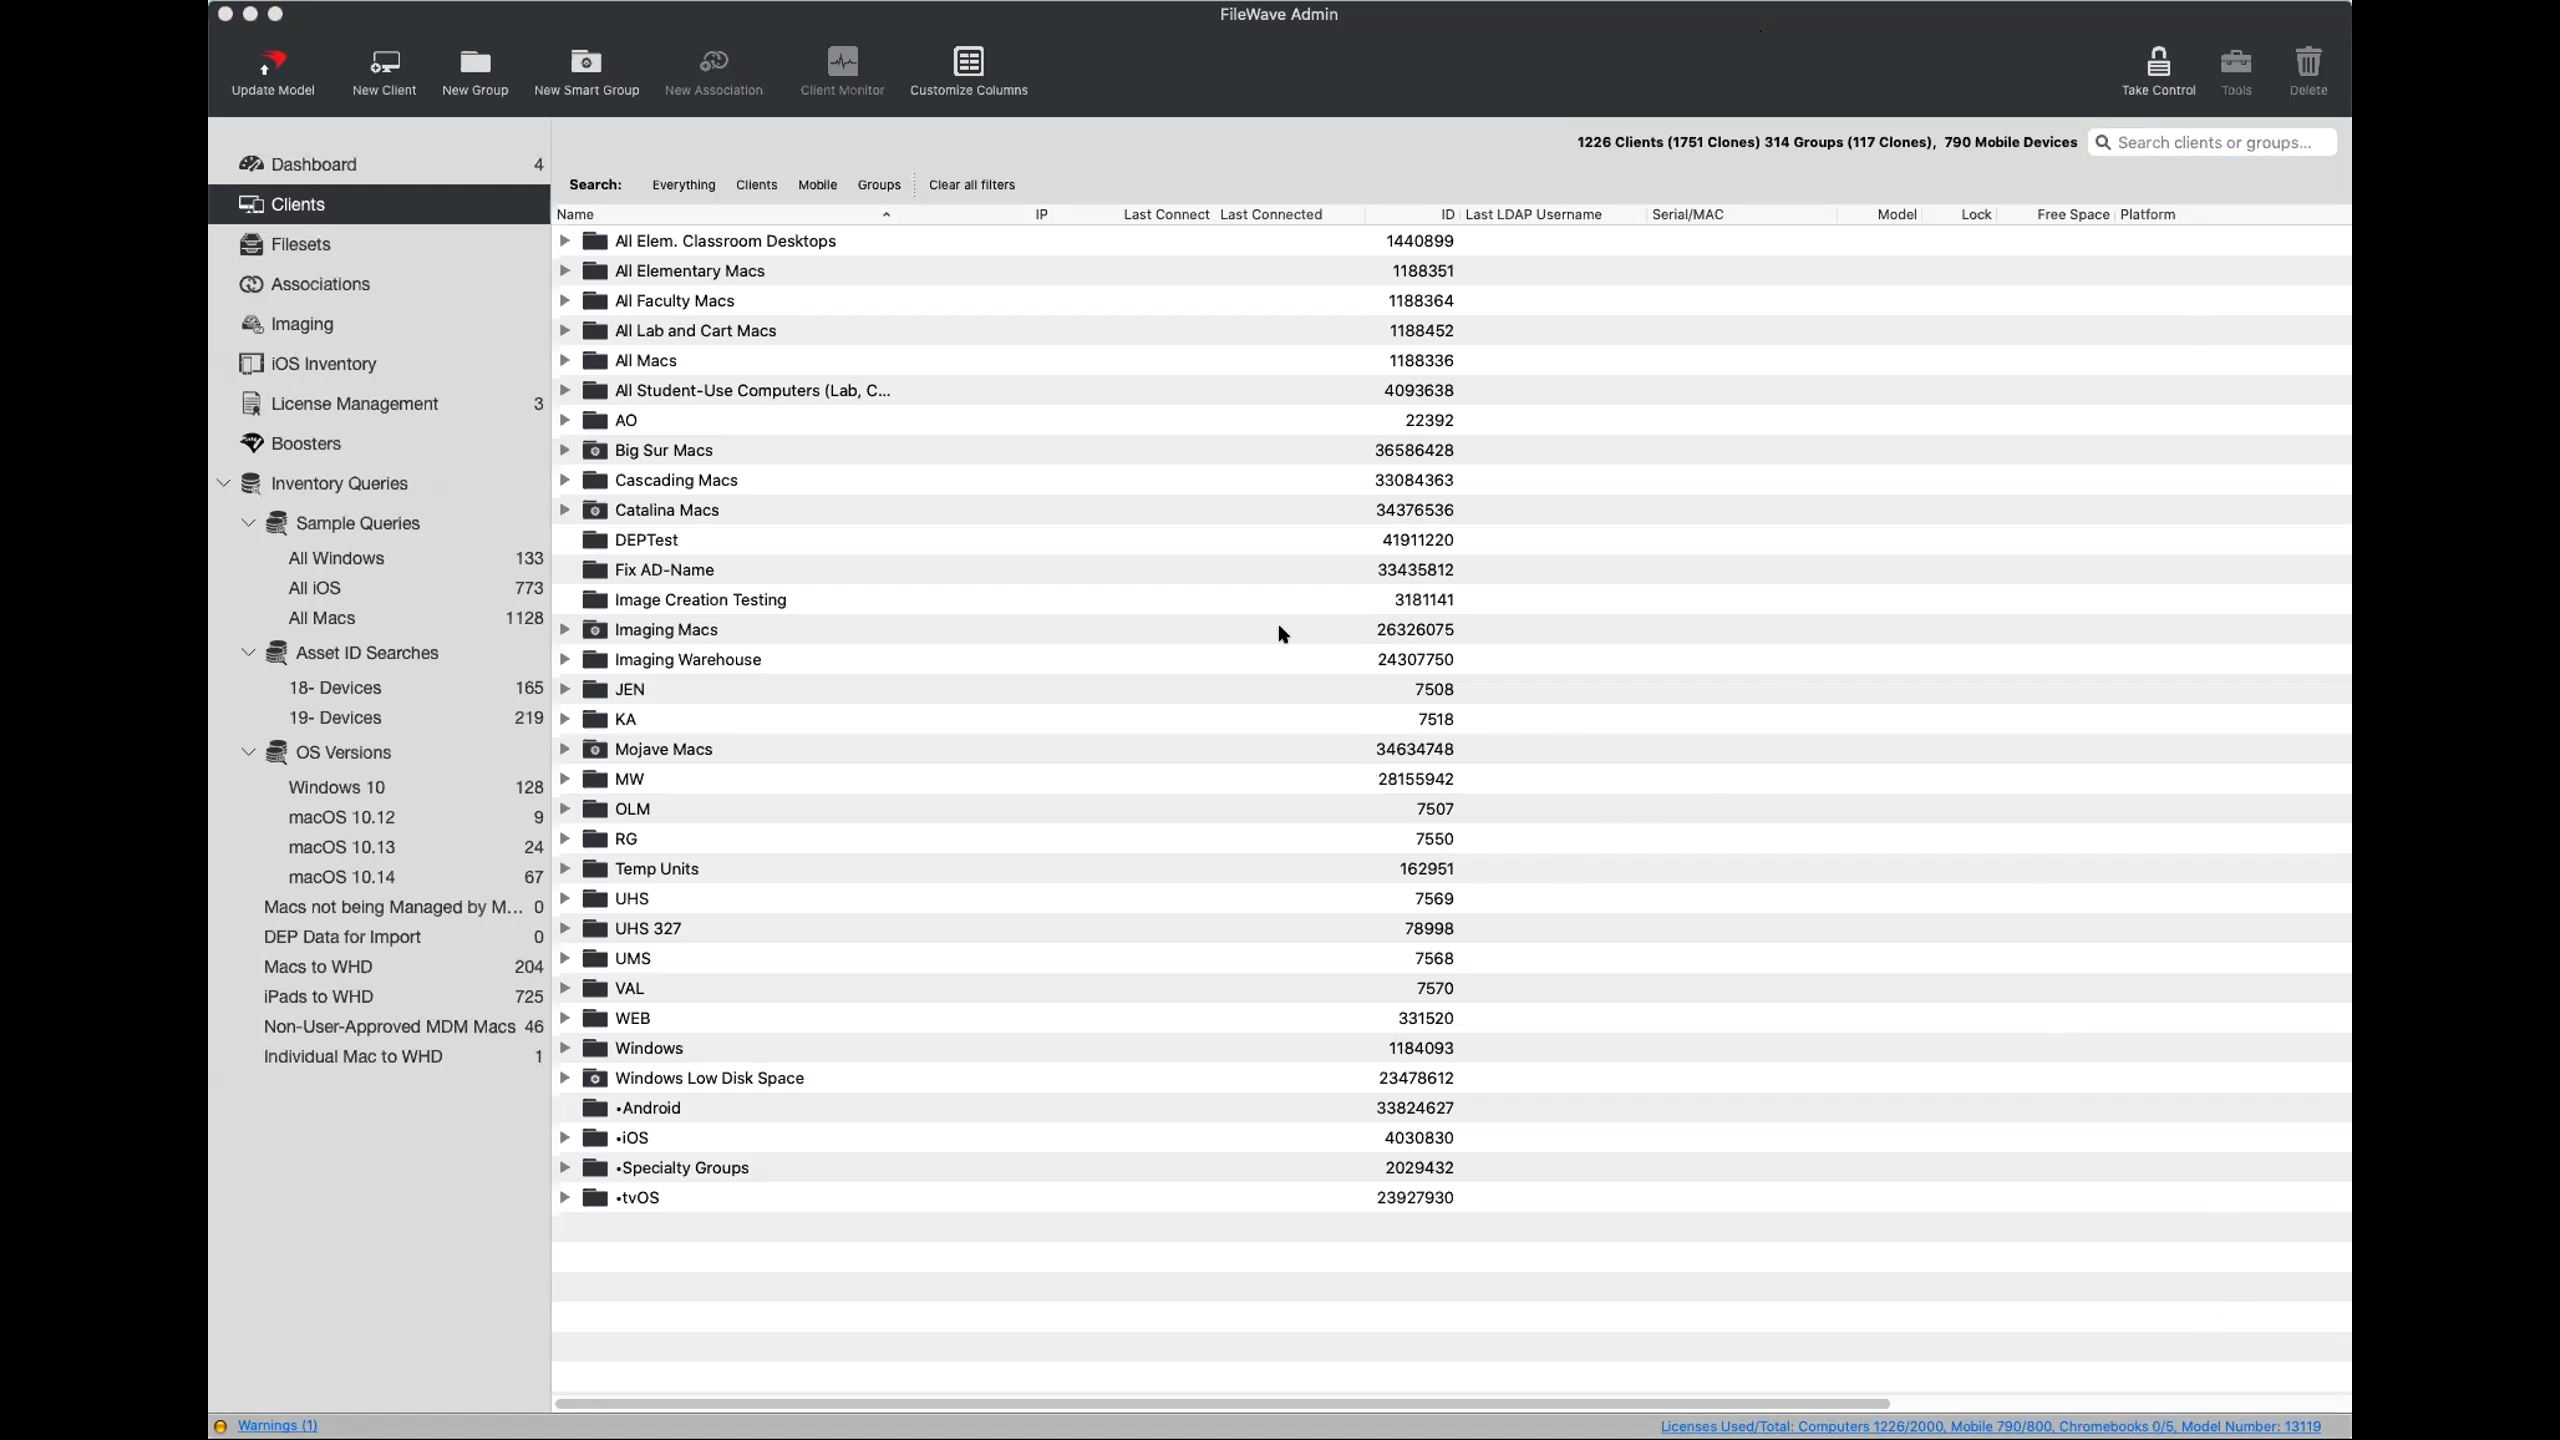 FileWave Admin
Update Model New Client New Group New Smart Group New Association Client Monitor Customize Columns Take Control Tools Delete
1226 Clients (1751 Clones) 314 Groups (117 Clones), 790 Mobile Devices Search clients or groups...
Search: Everything Clients Mobile Groups Clear all filters
Dashboard 4
Clients
Filesets
Associations
Imaging
iOS Inventory
License Management 3
Boosters
Inventory Queries
Sample Queries
All Windows 133
All iOS 773
All Macs 1128
Asset ID Searches
18- Devices 165
19- Devices 219
OS Versions
Windows 10 128
macOS 10.12 9
macOS 10.13 24
macOS 10.14 67
Macs not being Managed by M... 0
DEP Data for Import 0
Macs to WHD 204
iPads to WHD 725
Non-User-Approved MDM Macs 46
Individual Mac to WHD 1
Name IP Last Connect Last Connected ID Last LDAP Username Serial/MAC Model Lock Free Space Platform
All Elem. Classroom Desktops 1440899
All Elementary Macs 1188351
All Faculty Macs 1188364
All Lab and Cart Macs 1188452
All Macs 1188336
All Student-Use Computers (Lab, C... 4093638
AO 22392
Big Sur Macs 36586428
Cascading Macs 33084363
Catalina Macs 34376536
DEPTest 41911220
Fix AD-Name 33435812
Image Creation Testing 3181141
Imaging Macs 26326075
Imaging Warehouse 24307750
JEN 7508
KA 7518
Mojave Macs 34634748
MW 28155942
OLM 7507
RG 7550
Temp Units 162951
UHS 7569
UHS 327 78998
UMS 7568
VAL 7570
WEB 331520
Windows 1184093
Windows Low Disk Space 23478612
•Android 33824627
•iOS 4030830
•Specialty Groups 2029432
•tvOS 23927930
Warnings (1)
Licenses Used/Total: Computers 1226/2000, Mobile 790/800, Chromebooks 0/5, Model Number: 13119